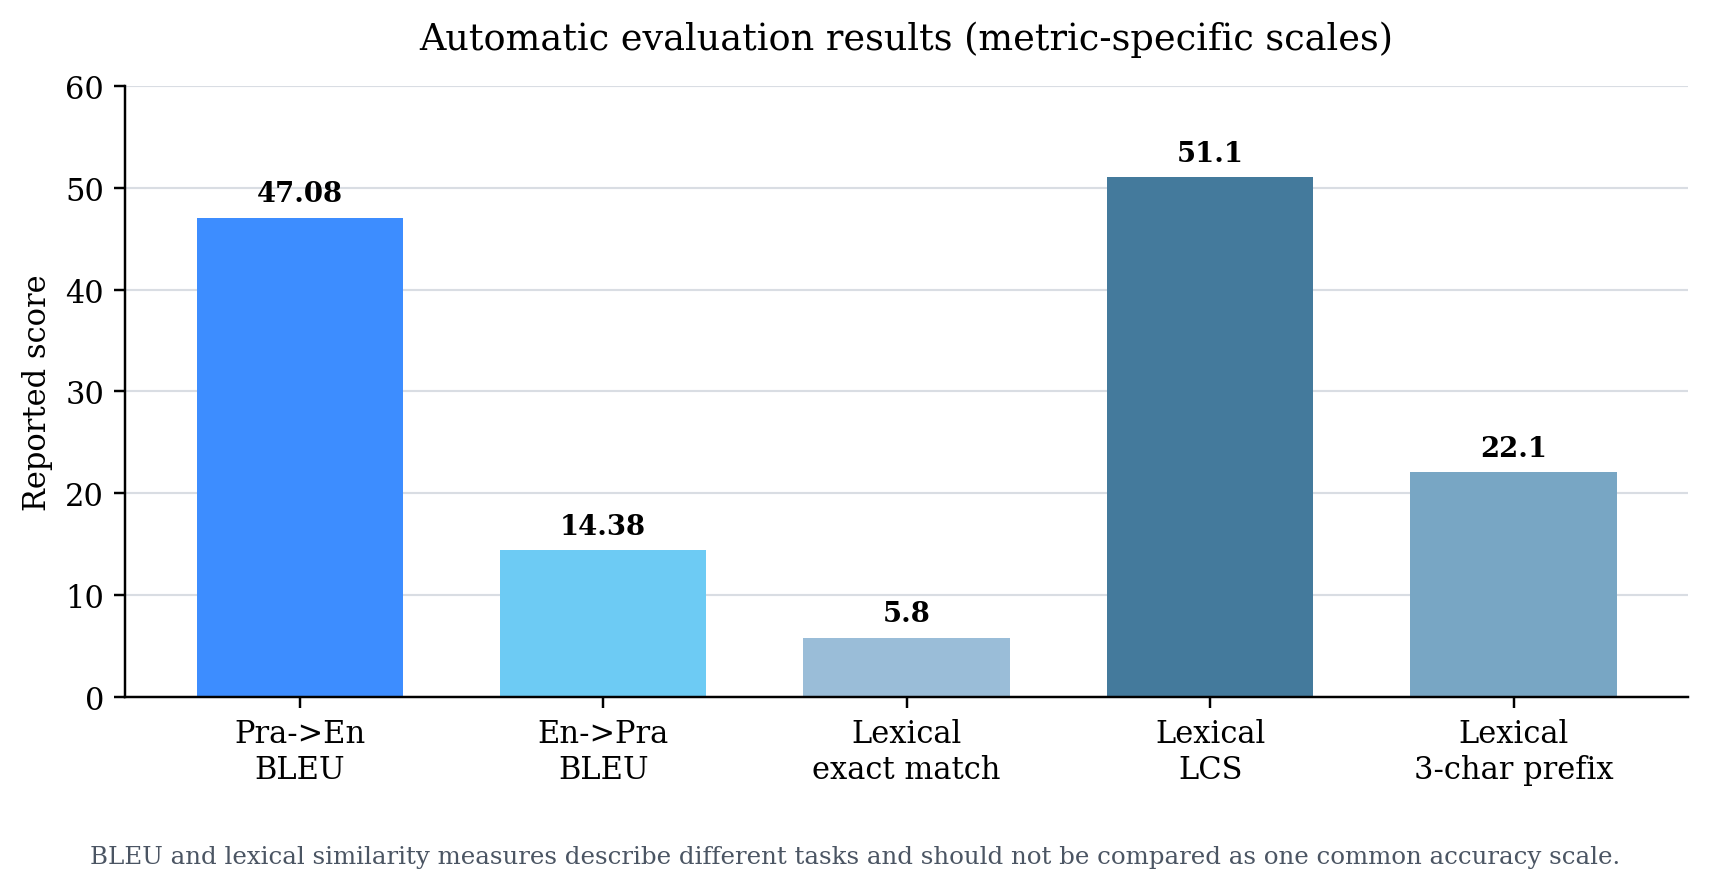 Automatic evaluation results (metric-specific scales)
Reported score
60
50
40
30
20
10
0
47.08
14.38
5.8
51.1
22.1
Pra->En
BLEU
En->Pra
BLEU
Lexical
exact match
Lexical
LCS
Lexical
3-char prefix
BLEU and lexical similarity measures describe different tasks and should not be compared as one common accuracy scale.